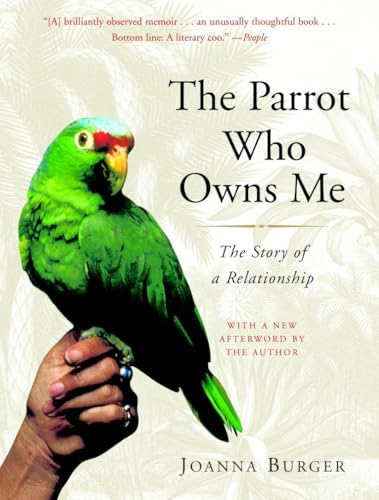 “[A] brilliantly observed memoir . . . an unusually thoughtful book . . .
Bottom line: A literary coo.” —People
The Parrot
Who
Owns Me
The Story of
a Relationship
WITH A NEW
AFTERWORD BY
THE AUTHOR
JOANNA BURGER